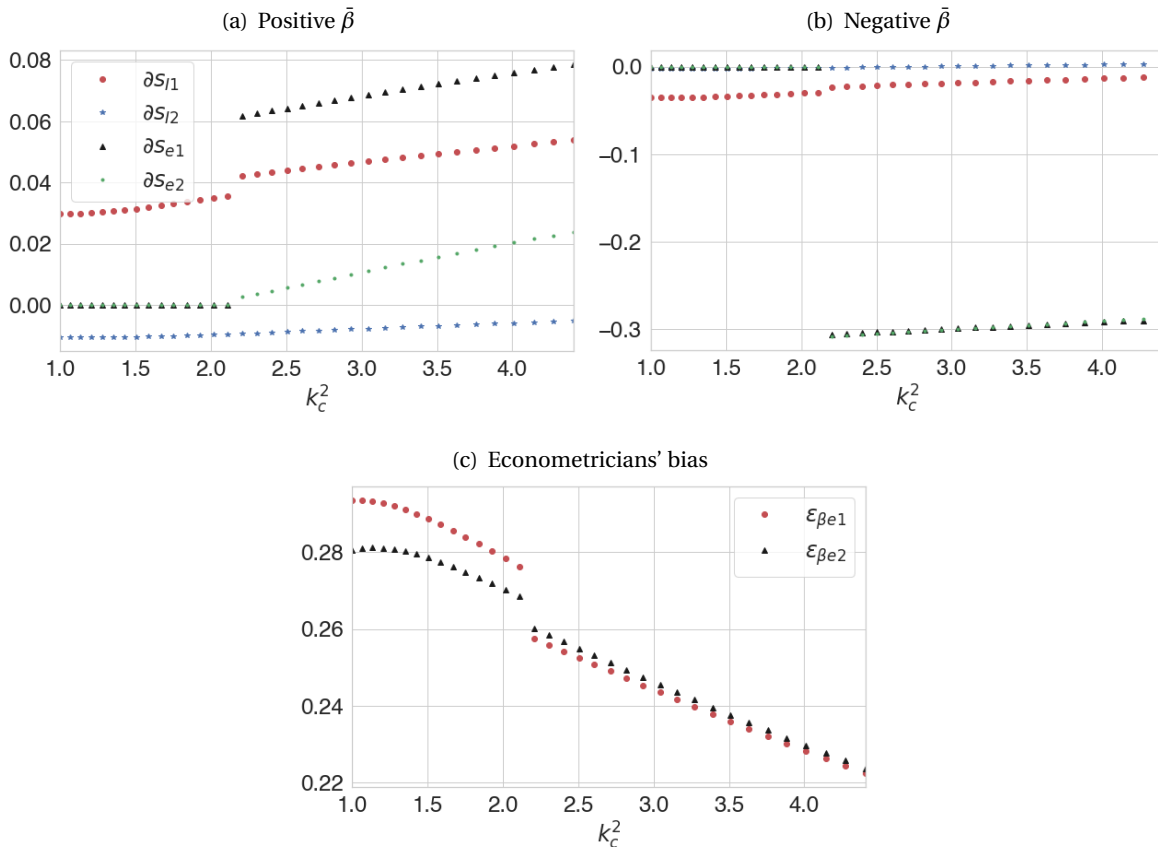 (a) Positive β̄
0.08
0.06
0.04
0.02
0.00
∂s_{l1}
∂s_{l2}
∂s_{e1}
∂s_{e2}
1.0 1.5 2.0 2.5 3.0 3.5 4.0
k_c^2
(b) Negative β̄
0.0
−0.1
−0.2
−0.3
1.0 1.5 2.0 2.5 3.0 3.5 4.0
k_c^2
(c) Econometricians’ bias
0.28
0.26
0.24
0.22
ε_{βe1}
ε_{βe2}
1.0 1.5 2.0 2.5 3.0 3.5 4.0
k_c^2